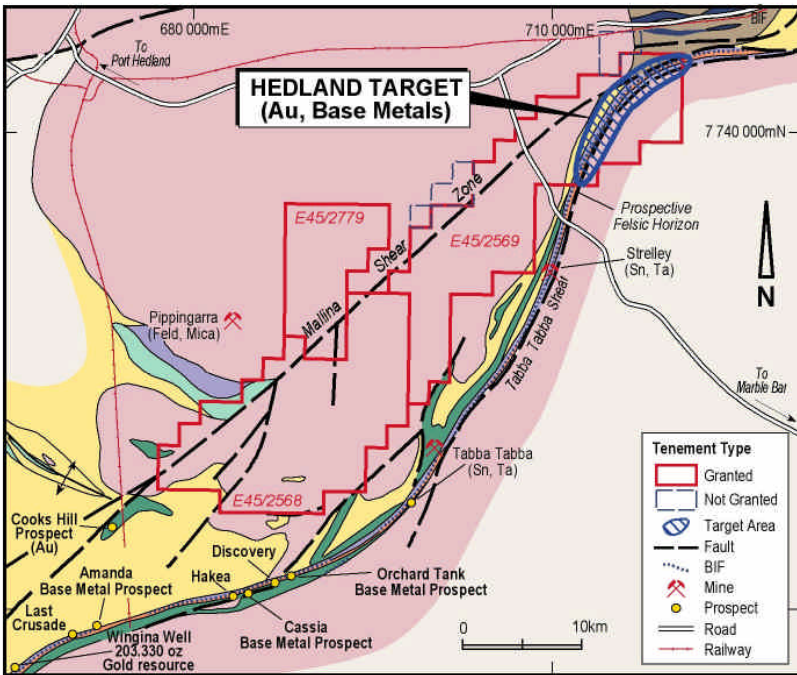 680 000mE
710 000mE
BIF
To
Port Hedland
HEDLAND TARGET
(Au, Base Metals)
7 740 000mN
Zone
Shear
Mallina
E45/2779
E45/2569
Prospective
Felsic Horizon
Strelley
(Sn, Ta)
N
Pippingarra
(Feld, Mica)
Tabba Tabba Shear
To
Marble Bar
Tabba Tabba
(Sn, Ta)
E45/2568
Cooks Hill
Prospect
(Au)
Discovery
Hakea
Orchard Tank
Base Metal Prospect
Amanda
Base Metal Prospect
Cassia
Base Metal Prospect
Last
Crusade
Wingina Well
203,330 oz
Gold resource
0
10km
Tenement Type
Granted
Not Granted
Target Area
Fault
BIF
Mine
Prospect
Road
Railway